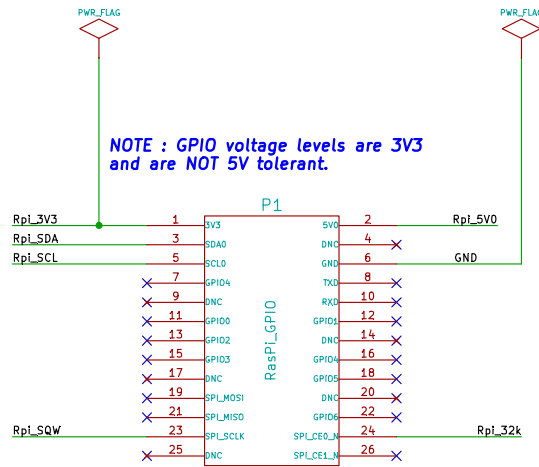 PWR_FLAG PWR_FLAG
NOTE : GPIO voltage levels are 3V3
and are NOT 5V tolerant.
P1
Rpi_3V3 1 3V3 5V0 2 Rpi_5V0
Rpi_SDA 3 SDA0 DNC 4
Rpi_SCL 5 SCL0 GND 6 GND
7 GPIO4 TXD 8
9 DNC RXD 10
11 GPIO0 GPIO1 12
13 GPIO2 DNC 14
15 GPIO3 GPIO4 16
17 DNC GPIO5 18
19 SPI_MOSI DNC 20
21 SPI_MISO GPIO6 22
Rpi_SQW 23 SPI_SCLK SPI_CE0_N 24 Rpi_32k
25 DNC SPI_CE1_N 26
RasPi_GPIO